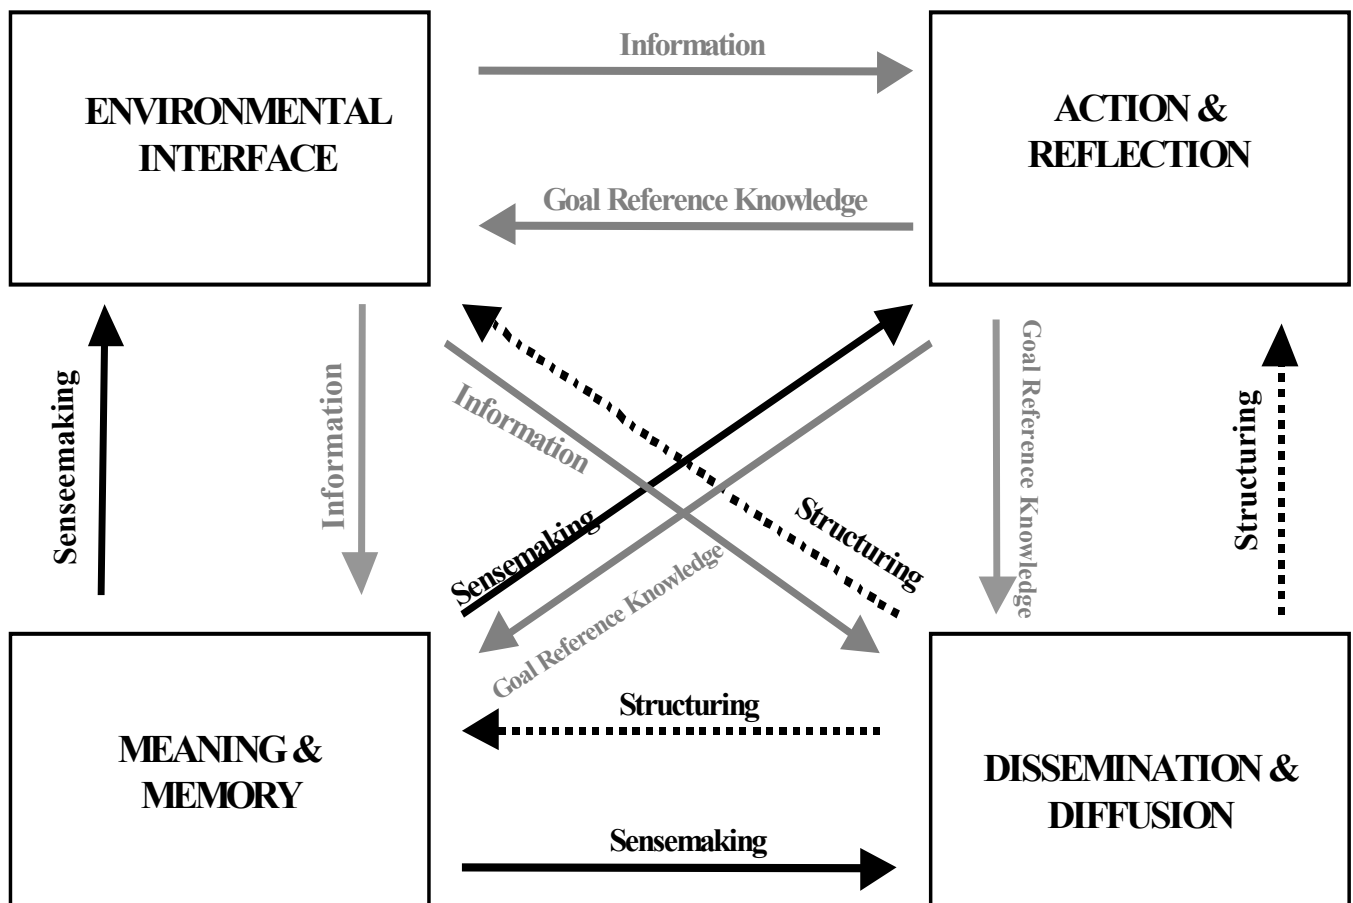 Information
ENVIRONMENTAL
INTERFACE
ACTION &
REFLECTION
Goal Reference Knowledge
Senseemaking
Information
Information
Sensemaking
Goal Reference Knowledge
Structuring
Goal Reference Knowledge
Structuring
Structuring
MEANING &
MEMORY
DISSEMINATION &
DIFFUSION
Sensemaking